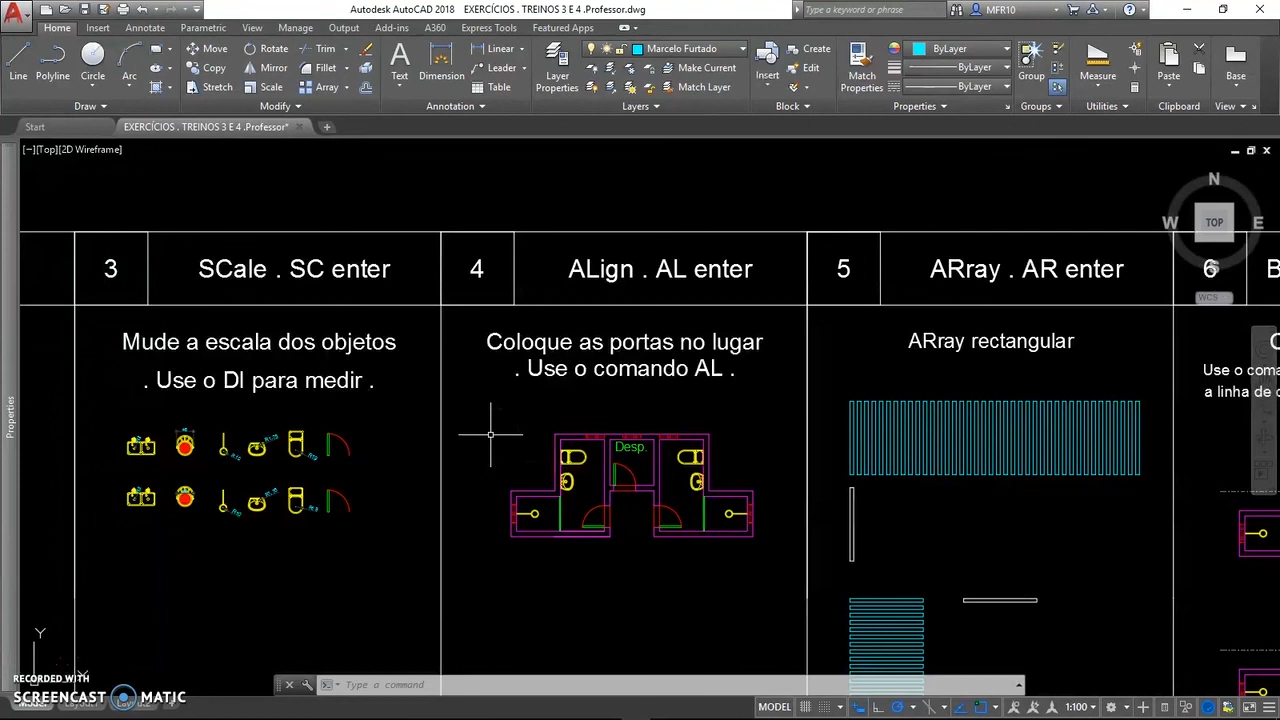 Autodesk AutoCAD 2018 EXERCÍCIOS . TREINOS 3 E 4 .Professor.dwg
Type a keyword or phrase
MFR10
Home Insert Annotate Parametric View Manage Output Add-ins A360 Express Tools Featured Apps
Line Polyline Circle Arc
Move Rotate Trim
Copy Mirror Fillet
Stretch Scale Array
Text Dimension
Linear
Leader
Table
Layer Properties
Marcelo Furtado
Make Current
Match Layer
Insert
Create
Edit
Match Properties
ByLayer
ByLayer
ByLayer
Group
Measure
Paste
Base
Draw Modify Annotation Layers Block Properties Groups Utilities Clipboard View
Start EXERCÍCIOS . TREINOS 3 E 4 .Professor*
[−][Top][2D Wireframe]
N
W TOP E
S
WCS
3 SCale . SC enter 4 ALign . AL enter 5 ARray . AR enter 6
Mude a escala dos objetos
. Use o DI para medir .
Coloque as portas no lugar
. Use o comando AL .
ARray rectangular
Use o
a linha de
Desp.
Properties
Y
RECORDED WITH
SCREENCAST MATIC
Type a command
Model
MODEL 1:100